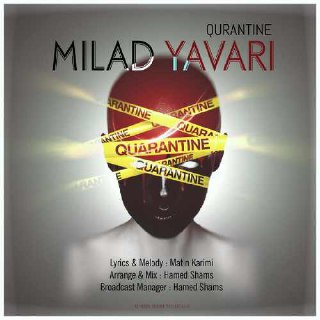 QURANTINE
MILAD YAVARI
QUARANTINE
QUARANTINE
QUARANTINE
QUARANTINE
QUARANTINE
Lyrics & Melody : Matin Karimi
Arrange & Mix : Hamed Shams
Broadcast Manager : Hamed Shams